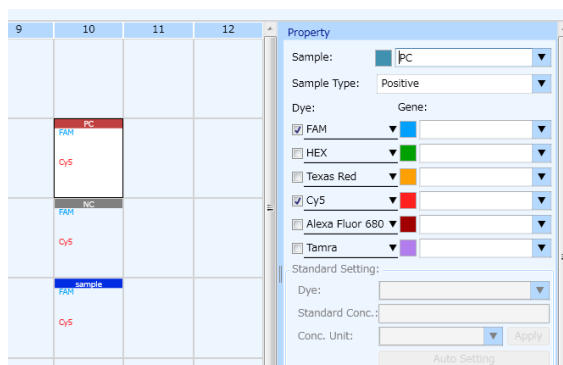 9 10 11 12
PC
FAM
Cy5
NC
FAM
Cy5
sample
FAM
Cy5
Property
Sample: PC
Sample Type: Positive
Dye: Gene:
FAM
HEX
Texas Red
Cy5
Alexa Fluor 680
Tamra
Standard Setting:
Dye:
Standard Conc.:
Conc. Unit: Apply
Auto Setting